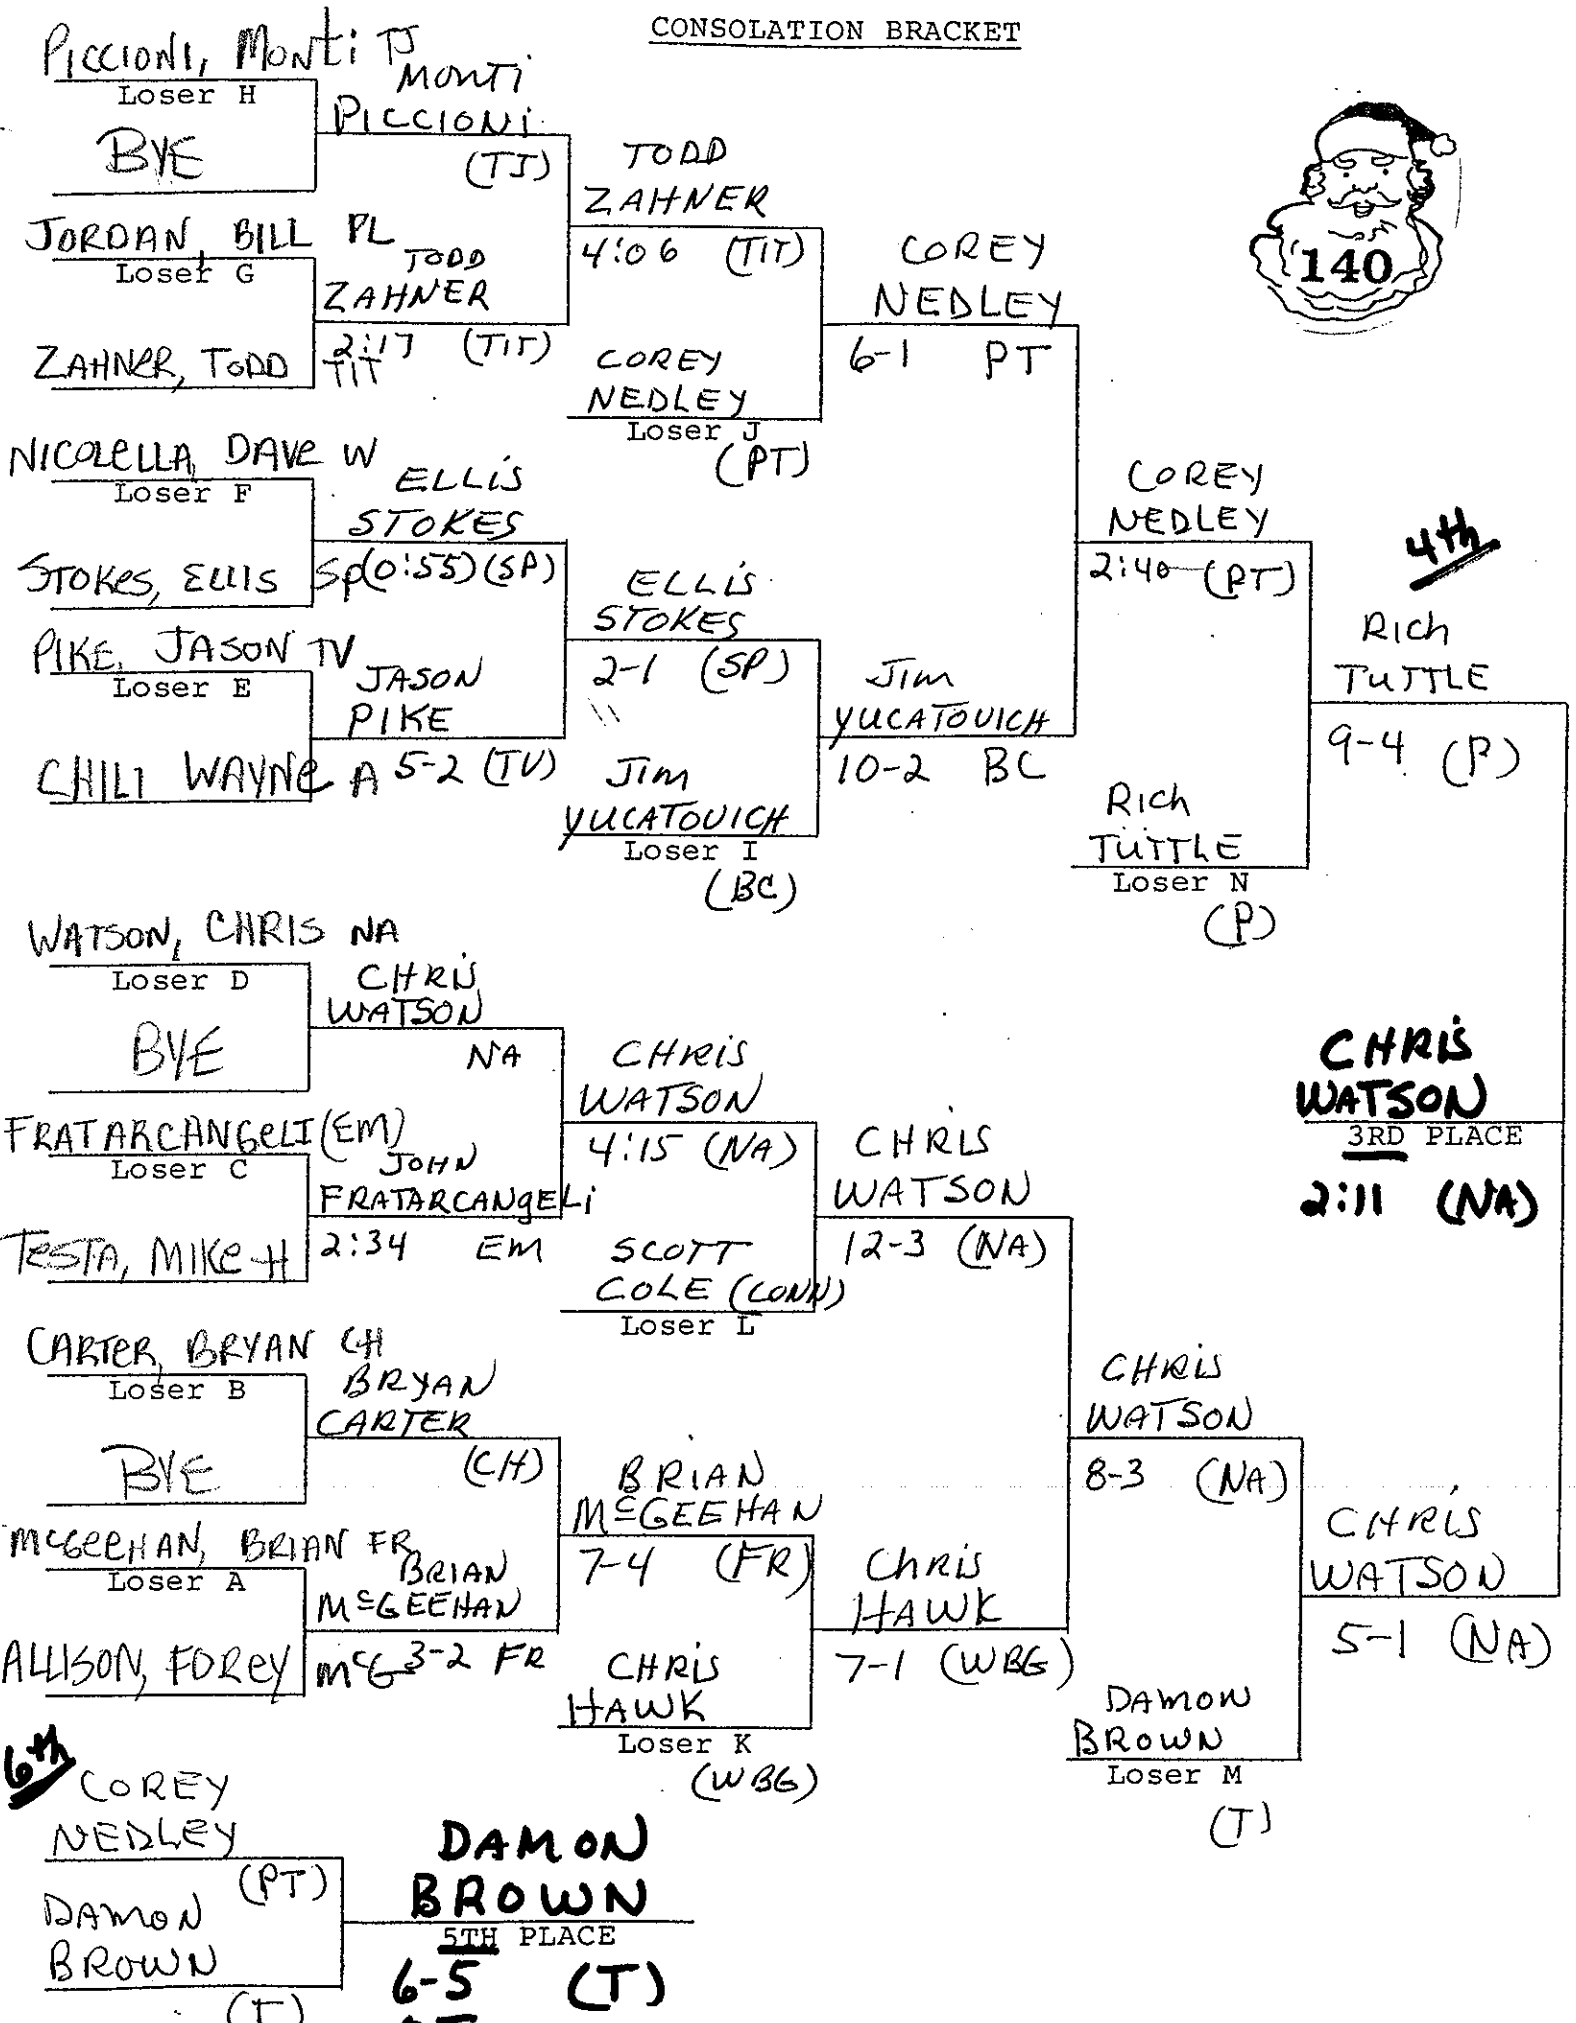 CONSOLATION BRACKET
140
PICCIONI, MONTI TJ
Loser H
BYE
MONTI
PICCIONI
(TJ)
JORDAN, BILL PL
Loser G
ZAHNER, TODD TIT
TODD
ZAHNER
2:17 (TIT)
TODD
ZAHNER
4:06 (TIT)
COREY
NEDLEY
Loser J
(PT)
COREY
NEDLEY
6-1 PT
NICOLELLA, DAVE W
Loser F
STOKES, ELLIS SP
ELLIS
STOKES
(0:55) (SP)
PIKE, JASON TV
Loser E
CHILI WAYNE A
JASON
PIKE
5-2 (TV)
ELLIS
STOKES
2-1 (SP)
JIM
YUCATOVICH
Loser I
(BC)
JIM
YUCATOVICH
10-2 BC
COREY
NEDLEY
2:40 (PT)
RICH
TUTTLE
Loser N
(P)
4th
RICH
TUTTLE
9-4 (P)
WATSON, CHRIS NA
Loser D
BYE
CHRIS
WATSON
NA
FRATARCHANGELI (EM)
Loser C
TESTA, MIKE H
JOHN
FRATARCANGELI
2:34 EM
CHRIS
WATSON
4:15 (NA)
SCOTT
COLE (CONN)
Loser L
CHRIS
WATSON
12-3 (NA)
CARTER, BRYAN CH
Loser B
BYE
BRYAN
CARTER
(CH)
MCGEEHAN, BRIAN FR
Loser A
ALLISON, FOREY
BRIAN
McGEEHAN
McG 3-2 FR
BRIAN
McGEEHAN
7-4 (FR)
CHRIS
HAWK
Loser K
(WBG)
CHRIS
HAWK
7-1 (WBG)
CHRIS
WATSON
8-3 (NA)
DAMON
BROWN
Loser M
(T)
CHRIS
WATSON
5-1 (NA)
CHRIS
WATSON
3RD PLACE
2:11 (NA)
6th
COREY
NEDLEY
(PT)
DAMON
BROWN
(T)
DAMON
BROWN
5TH PLACE
6-5 (T)